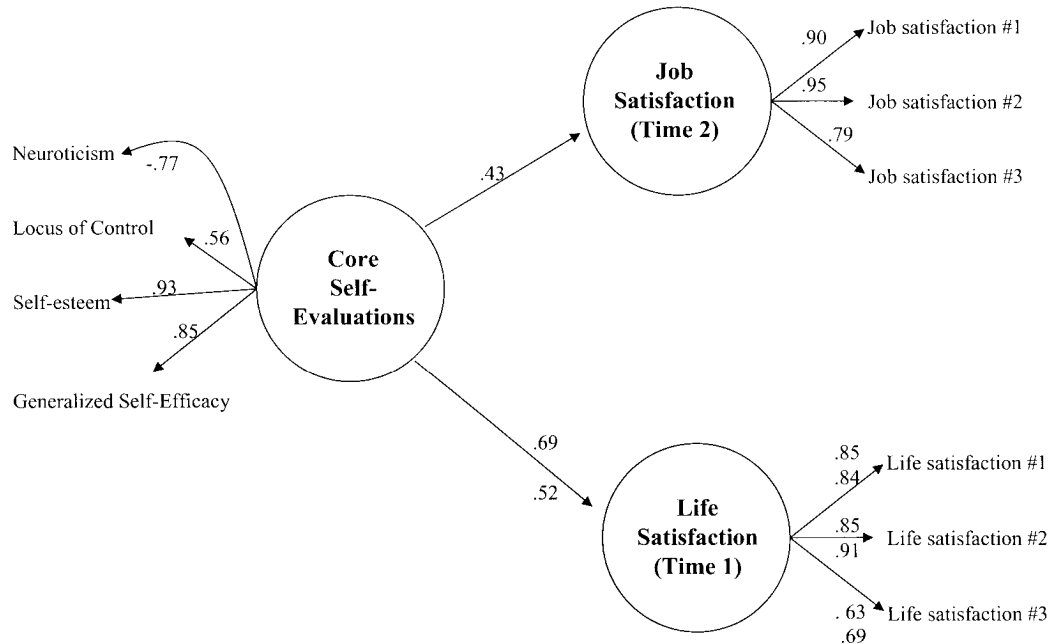 .90
Job satisfaction #1
Job
Satisfaction
(Time 2)
.95
Job satisfaction #2
.79
Job satisfaction #3
Neuroticism
-.77
.43
Locus of Control
.56
Core
Self-
Evaluations
Self-esteem
.93
.85
Generalized Self-Efficacy
.69
.52
Life
Satisfaction
(Time 1)
.85
.84
Life satisfaction #1
.85
.91
Life satisfaction #2
.63
.69
Life satisfaction #3